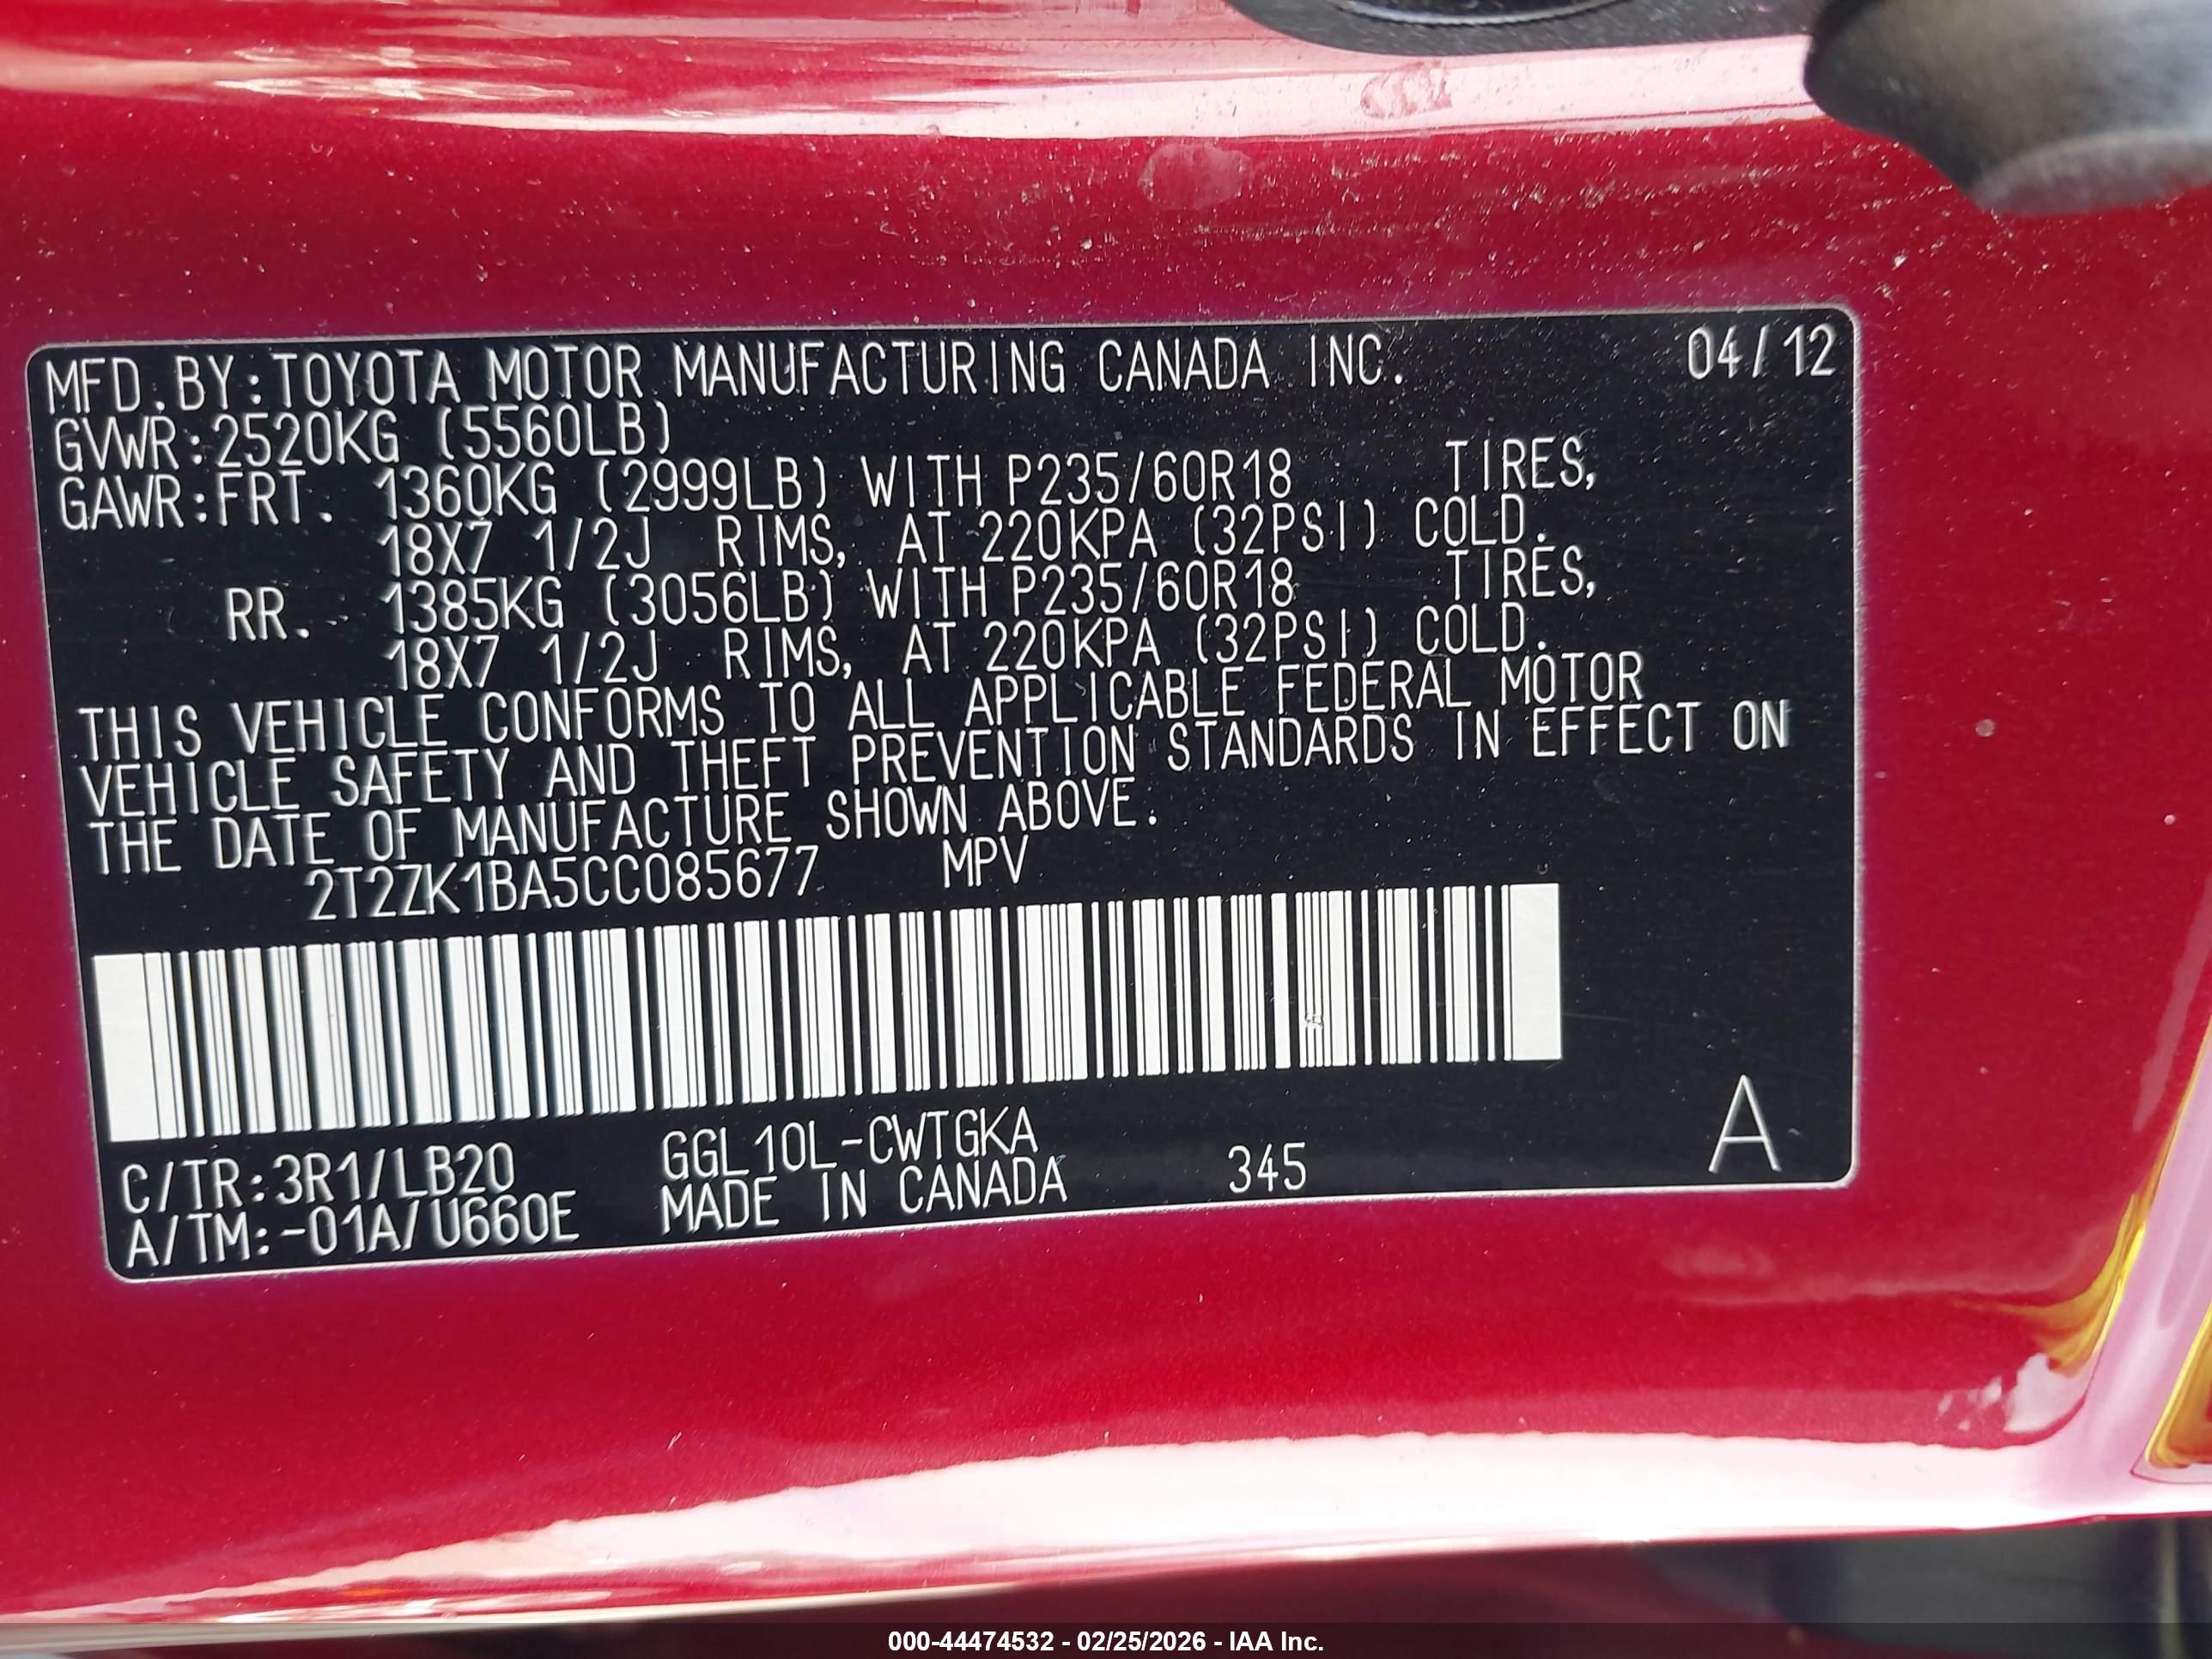 MFD.BY:TOYOTA MOTOR MANUFACTURING CANADA INC. 04/12
GVWR:2520KG (5560LB)
GAWR:FRT. 1360KG (2999LB) WITH P235/60R18 TIRES,
18X7 1/2J RIMS, AT 220KPA (32PSI) COLD.
RR. 1385KG (3056LB) WITH P235/60R18 TIRES,
18X7 1/2J RIMS, AT 220KPA (32PSI) COLD.
THIS VEHICLE CONFORMS TO ALL APPLICABLE FEDERAL MOTOR
VEHICLE SAFETY AND THEFT PREVENTION STANDARDS IN EFFECT ON
THE DATE OF MANUFACTURE SHOWN ABOVE.
2T2ZK1BA5CC085677 MPV
C/TR:3R1/LB20 GGL10L-CWTGKA
A/TM:-01A/U660E MADE IN CANADA 345 A
000-44474532 - 02/25/2026 - IAA Inc.